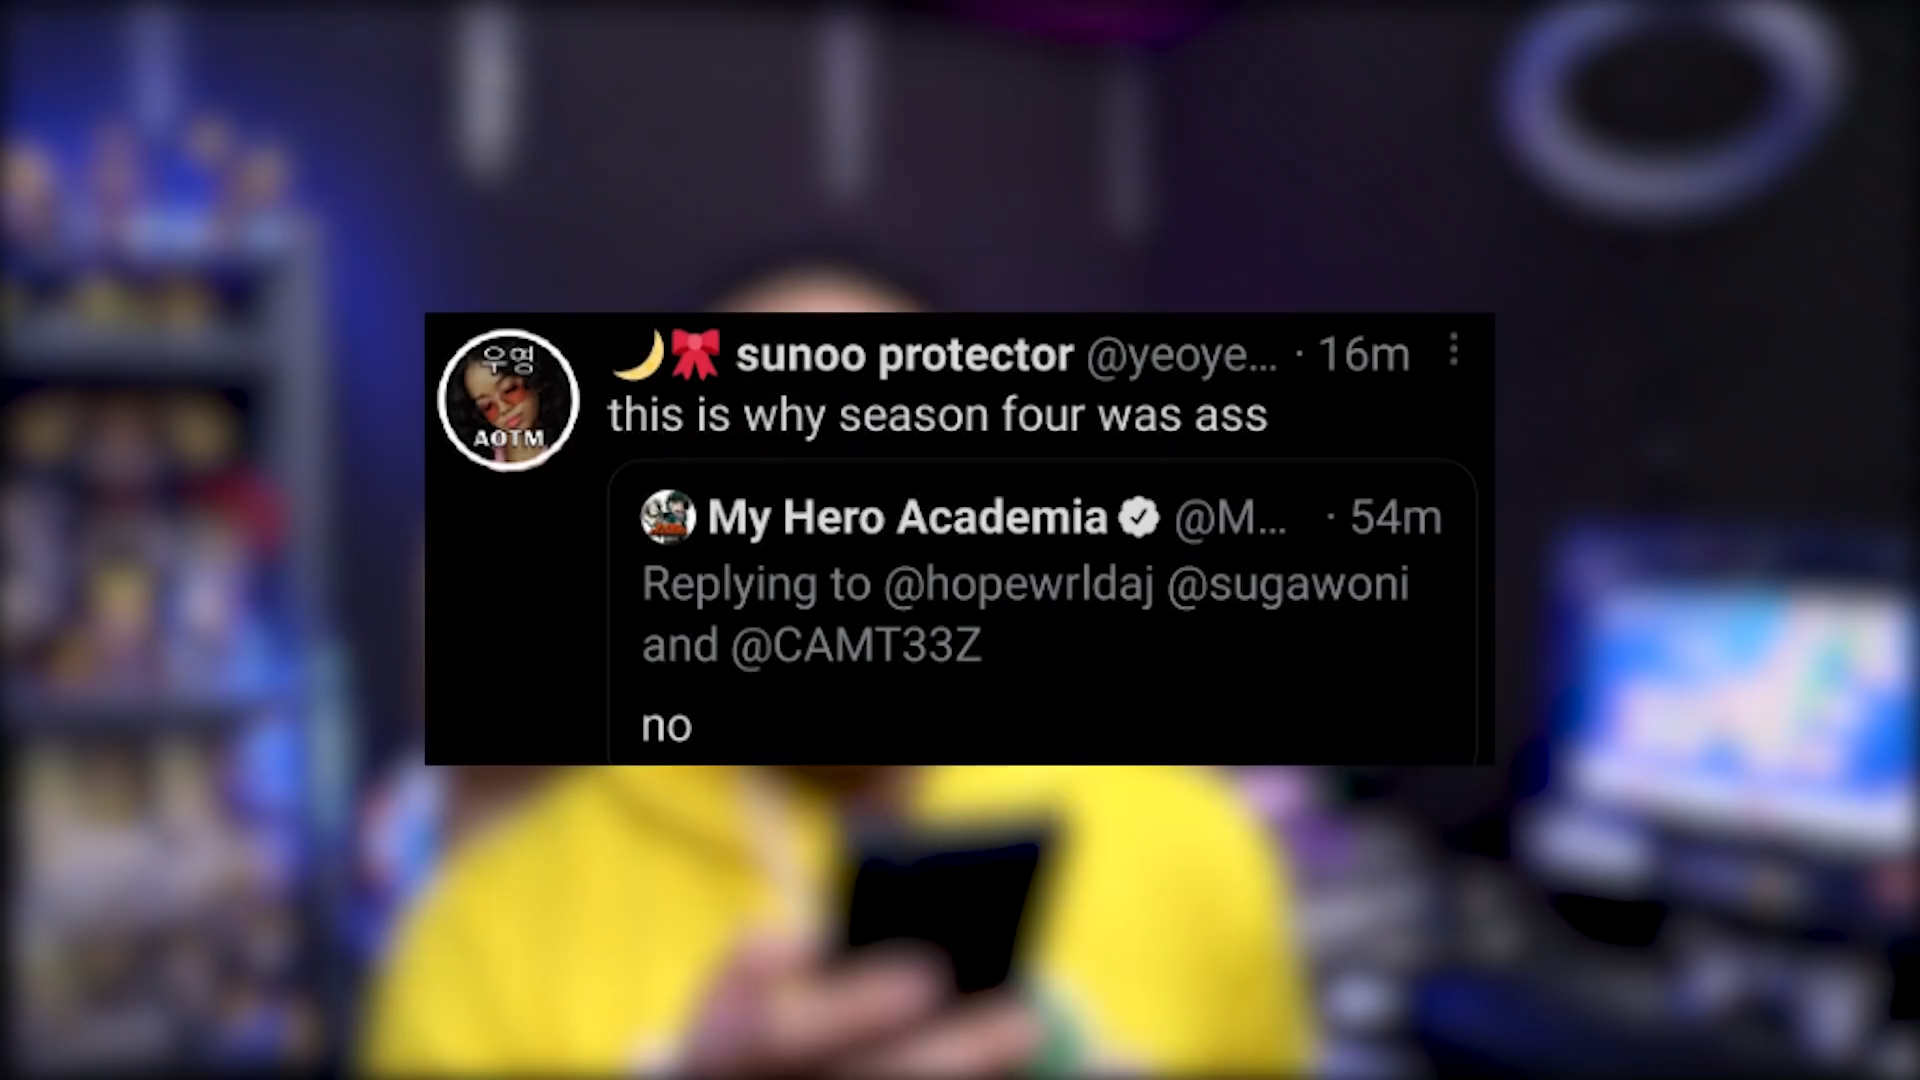 우영
AOTM
🌙🎀 sunoo protector @yeoye... · 16m
this is why season four was ass
My Hero Academia @M... · 54m
Replying to @hopewrldaj @sugawoni
and @CAMT33Z
no